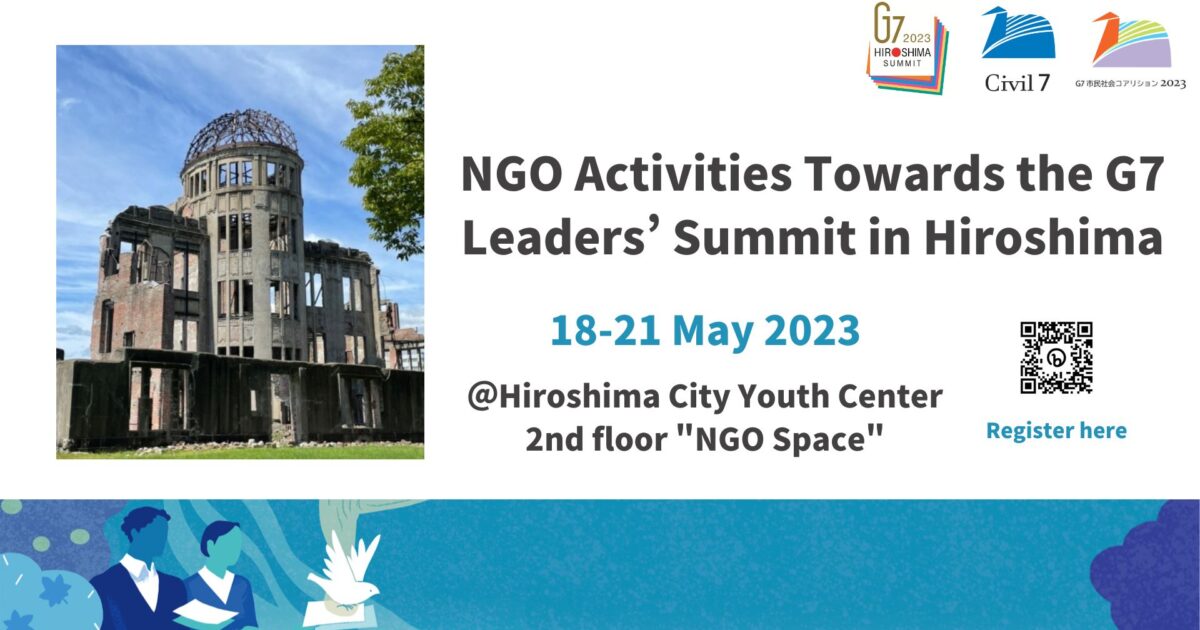 G7 2023
HIROSHIMA
SUMMIT
Civil 7
G7 市民社会コアリション 2023
NGO Activities Towards the G7
Leaders’ Summit in Hiroshima
18-21 May 2023
@Hiroshima City Youth Center
2nd floor "NGO Space"
Register here